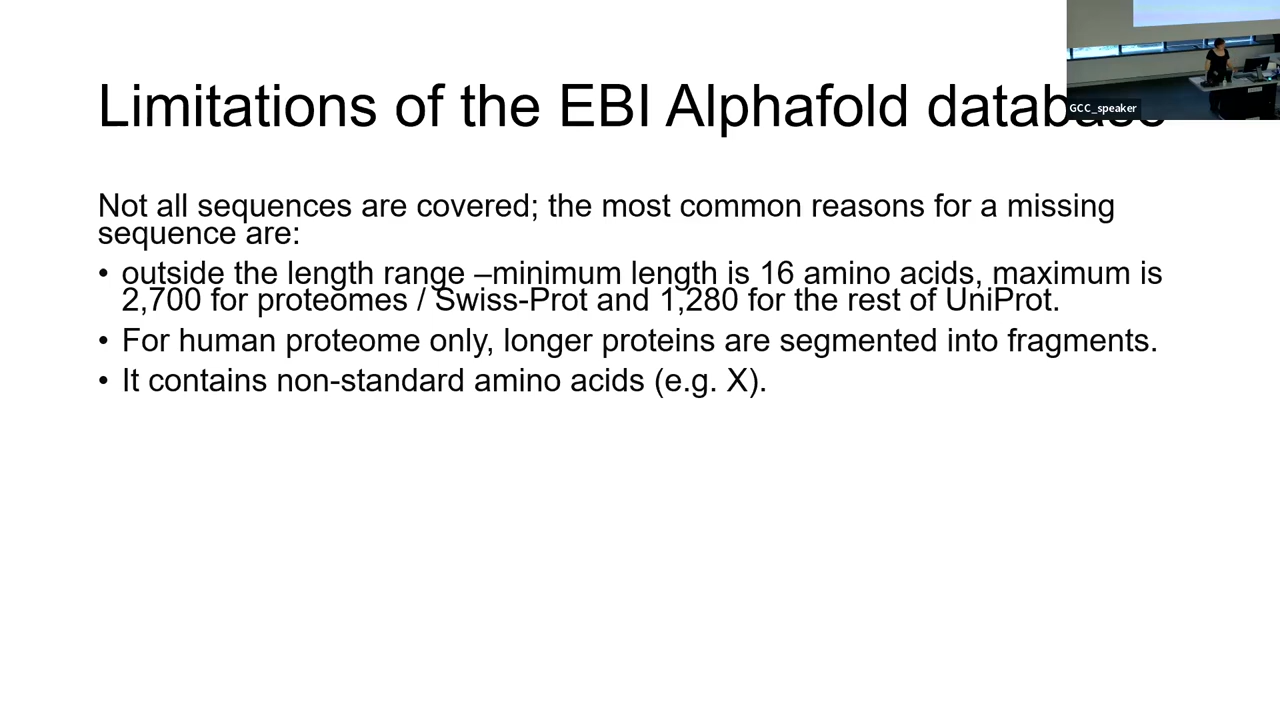 Limitations of the EBI Alphafold database
GCC_speaker
Not all sequences are covered; the most common reasons for a missing
sequence are:
• outside the length range –minimum length is 16 amino acids, maximum is
2,700 for proteomes / Swiss-Prot and 1,280 for the rest of UniProt.
• For human proteome only, longer proteins are segmented into fragments.
• It contains non-standard amino acids (e.g. X).